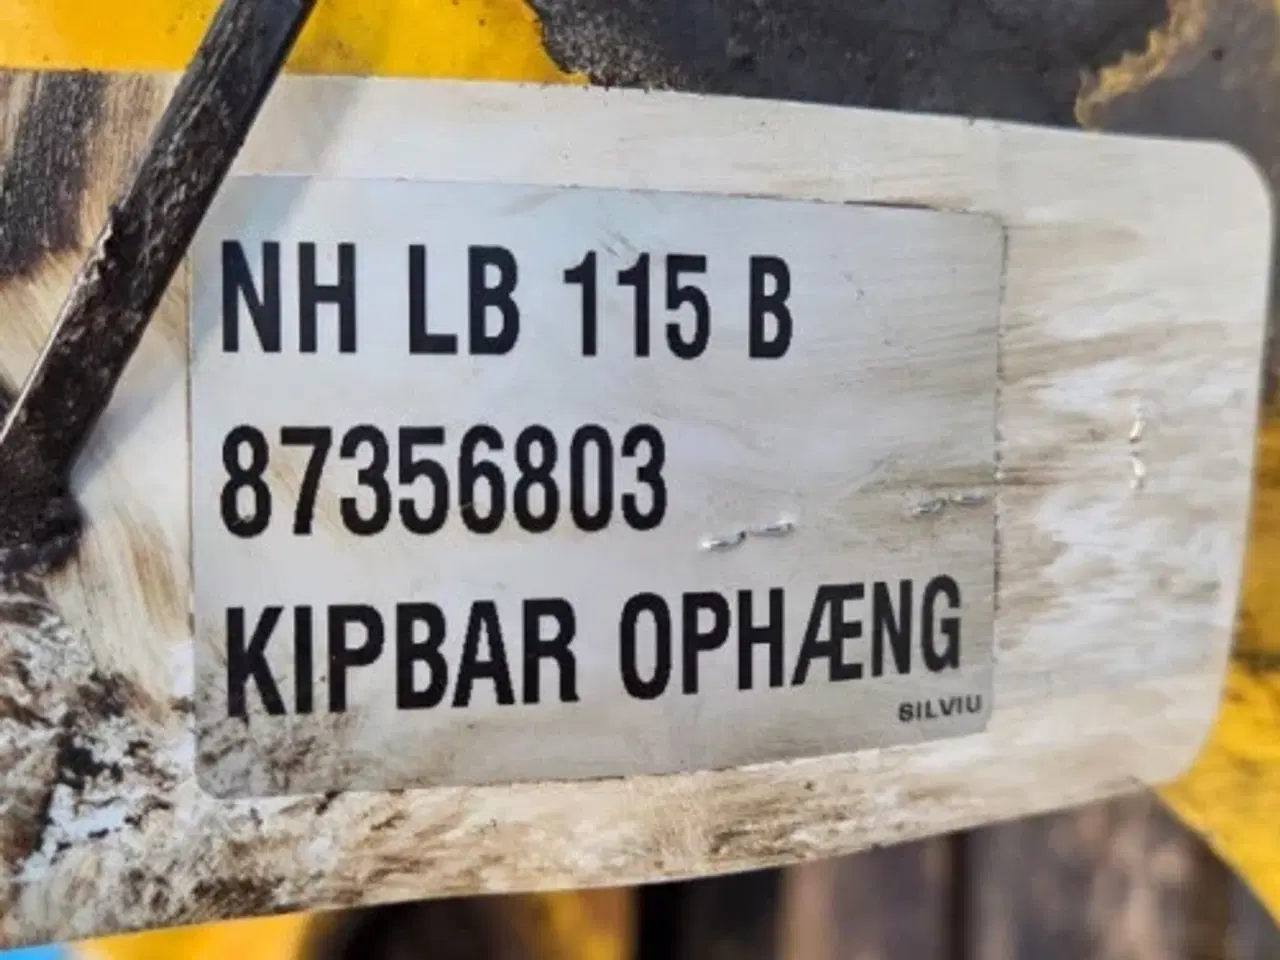 NH LB 115 B
87356803
KIPBAR OPHÆNG
SILVIU